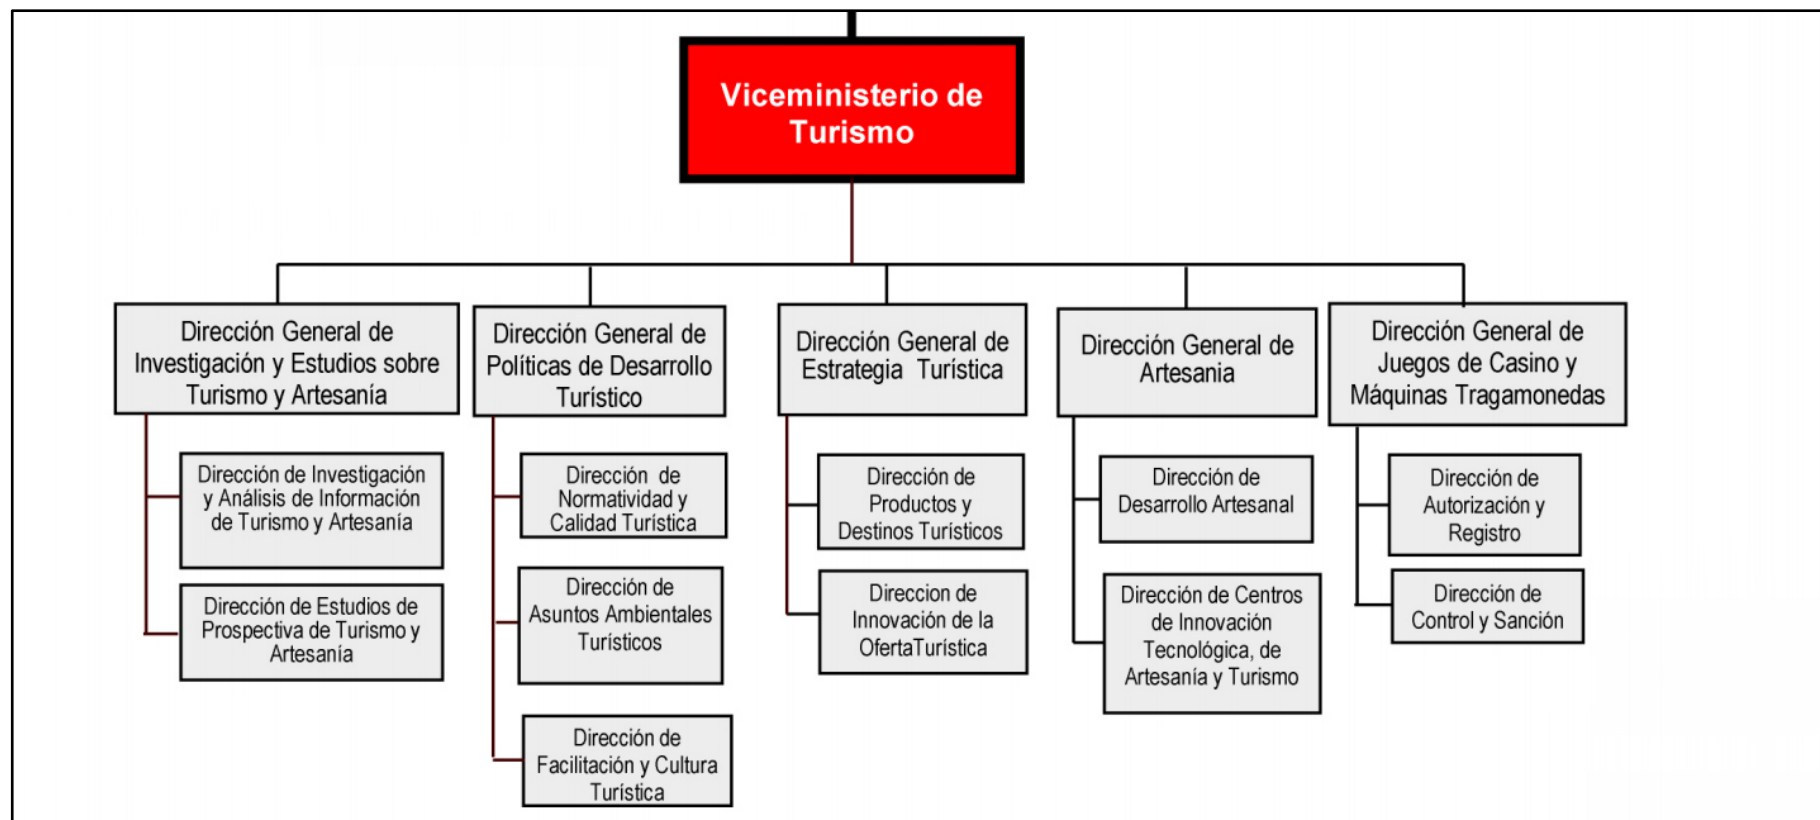 Viceministerio de
Turismo
Dirección General de
Investigación y Estudios sobre
Turismo y Artesanía
Dirección de Investigación
y Análisis de Información
de Turismo y Artesanía
Dirección de Estudios de
Prospectiva de Turismo y
Artesanía
Dirección General de
Políticas de Desarrollo
Turístico
Dirección de
Normatividad y
Calidad Turística
Dirección de
Asuntos Ambientales
Turísticos
Dirección de
Facilitación y Cultura
Turística
Dirección General de
Estrategia Turística
Dirección de
Productos y
Destinos Turísticos
Direccion de
Innovación de la
OfertaTurística
Dirección General de
Artesania
Dirección de
Desarrollo Artesanal
Dirección de Centros
de Innovación
Tecnológica, de
Artesanía y Turismo
Dirección General de
Juegos de Casino y
Máquinas Tragamonedas
Dirección de
Autorización y
Registro
Dirección de
Control y Sanción